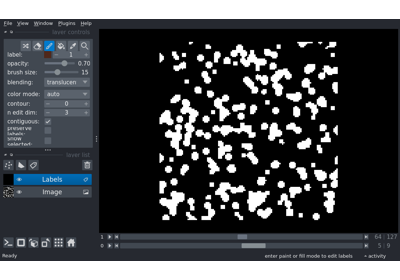 File View Window Plugins Help
layer controls
label: 1
opacity: 0.70
brush size: 15
blending: translucen
color mode: auto
contour: 0
n edit dim: 3
contiguous: ✓
preserve
labels:
show
selected:
layer list
Labels
Image
1 64 127
0 5 9
Ready enter paint or fill mode to edit labels activity